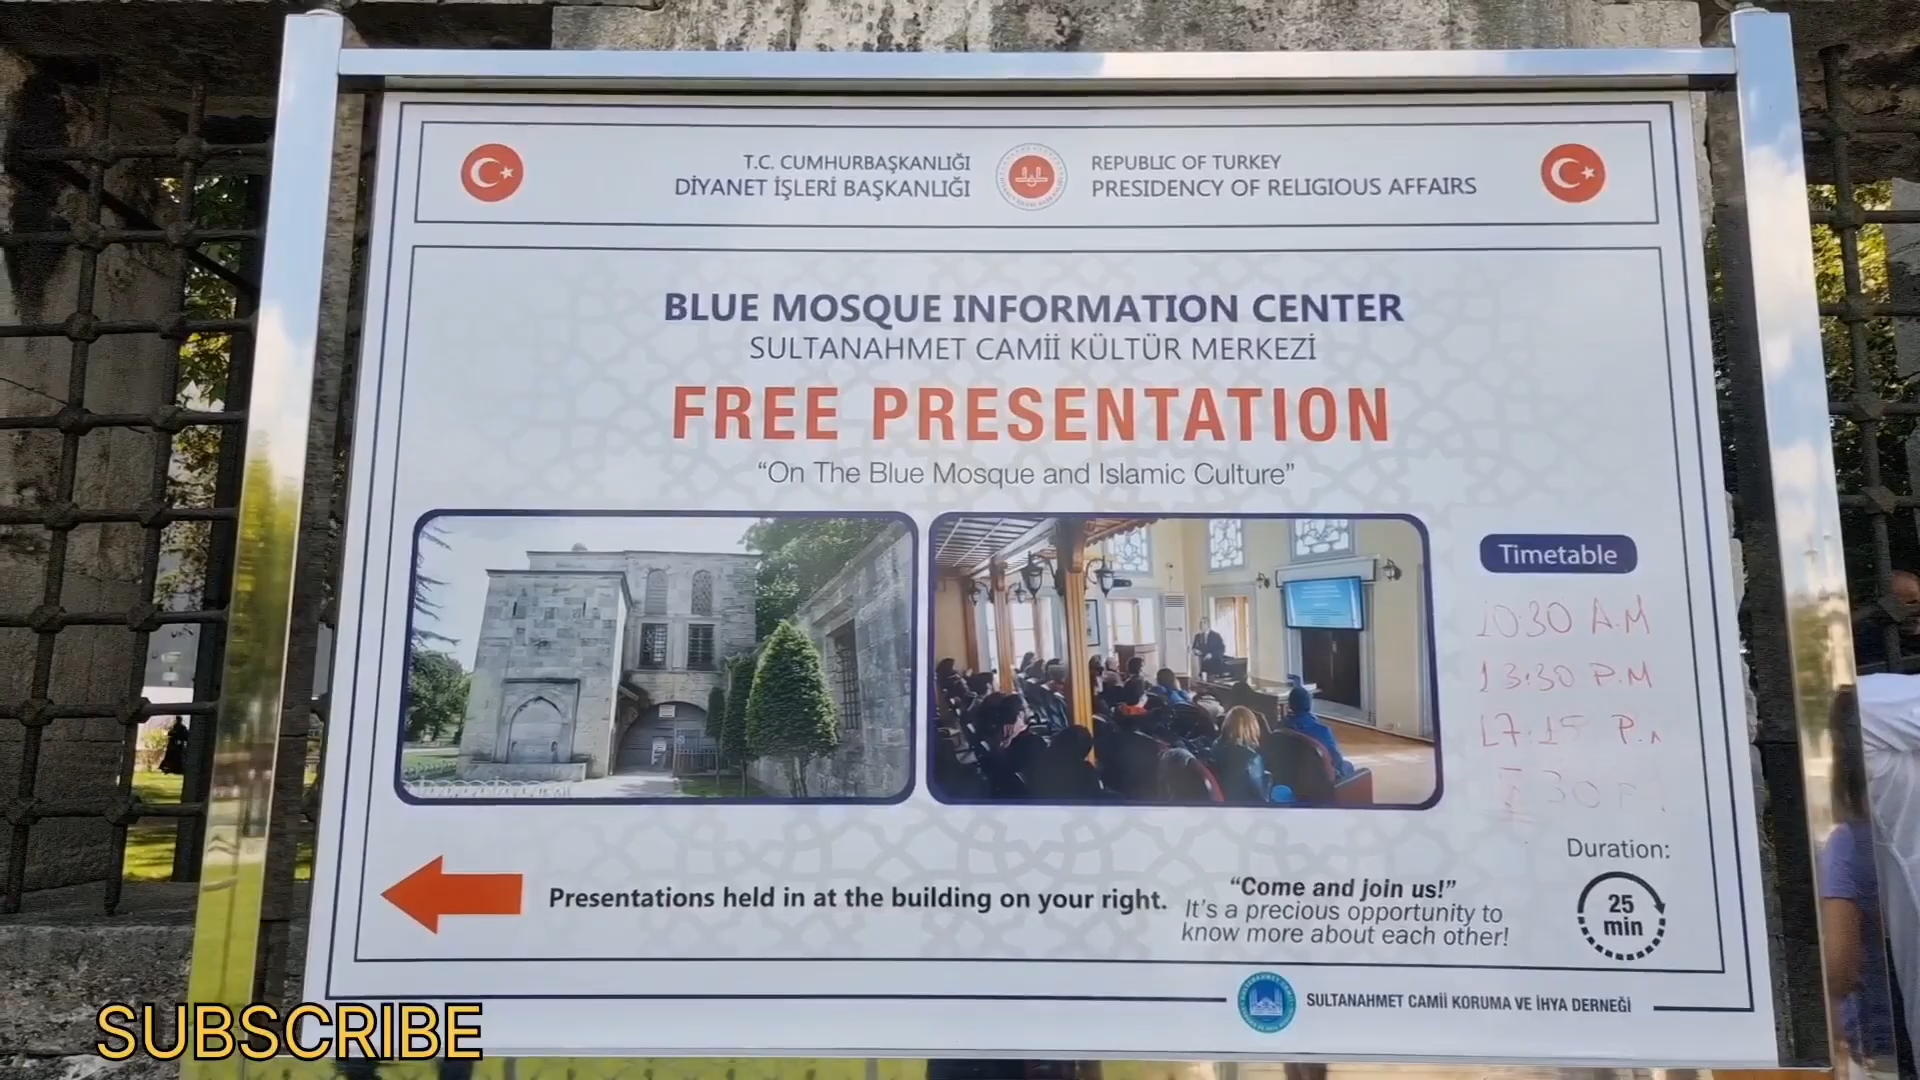 T.C. CUMHURBAŞKANLIĞI
DİYANET İŞLERİ BAŞKANLIĞI
REPUBLIC OF TURKEY
PRESIDENCY OF RELIGIOUS AFFAIRS
BLUE MOSQUE INFORMATION CENTER
SULTANAHMET CAMİİ KÜLTÜR MERKEZİ
FREE PRESENTATION
“On The Blue Mosque and Islamic Culture”
Timetable
10:30 A.M
13:30 P.M
17:15
Duration:
25
min
Presentations held in at the building on your right.
“Come and join us!”
It's a precious opportunity to
know more about each other!
SULTANAHMET CAMİİ KORUMA VE İHYA DERNEĞİ
SUBSCRIBE